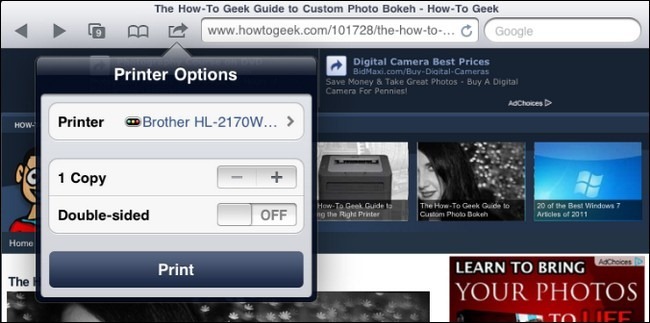 The How-To Geek Guide to Custom Photo Bokeh - How-To Geek
9
www.howtogeek.com/101728/the-how-to-...
Google
Printer Options
Printer Brother HL-2170W...
1 Copy − +
Double-sided OFF
Print
Digital Camera Best Prices
BidMaxi.com/Buy-Digital-Cameras
Save Money & Take Great Photos - Buy A Digital
Camera For Pennies!
AdChoices
HOW-
The How-To Geek Guide to
ng the Right Printer
The How-To Geek Guide to
Custom Photo Bokeh
20 of the Best Windows 7
Articles of 2011
Home
The H
AdChoices
LEARN TO BRING
YOUR PHOTOS
TO LIFE